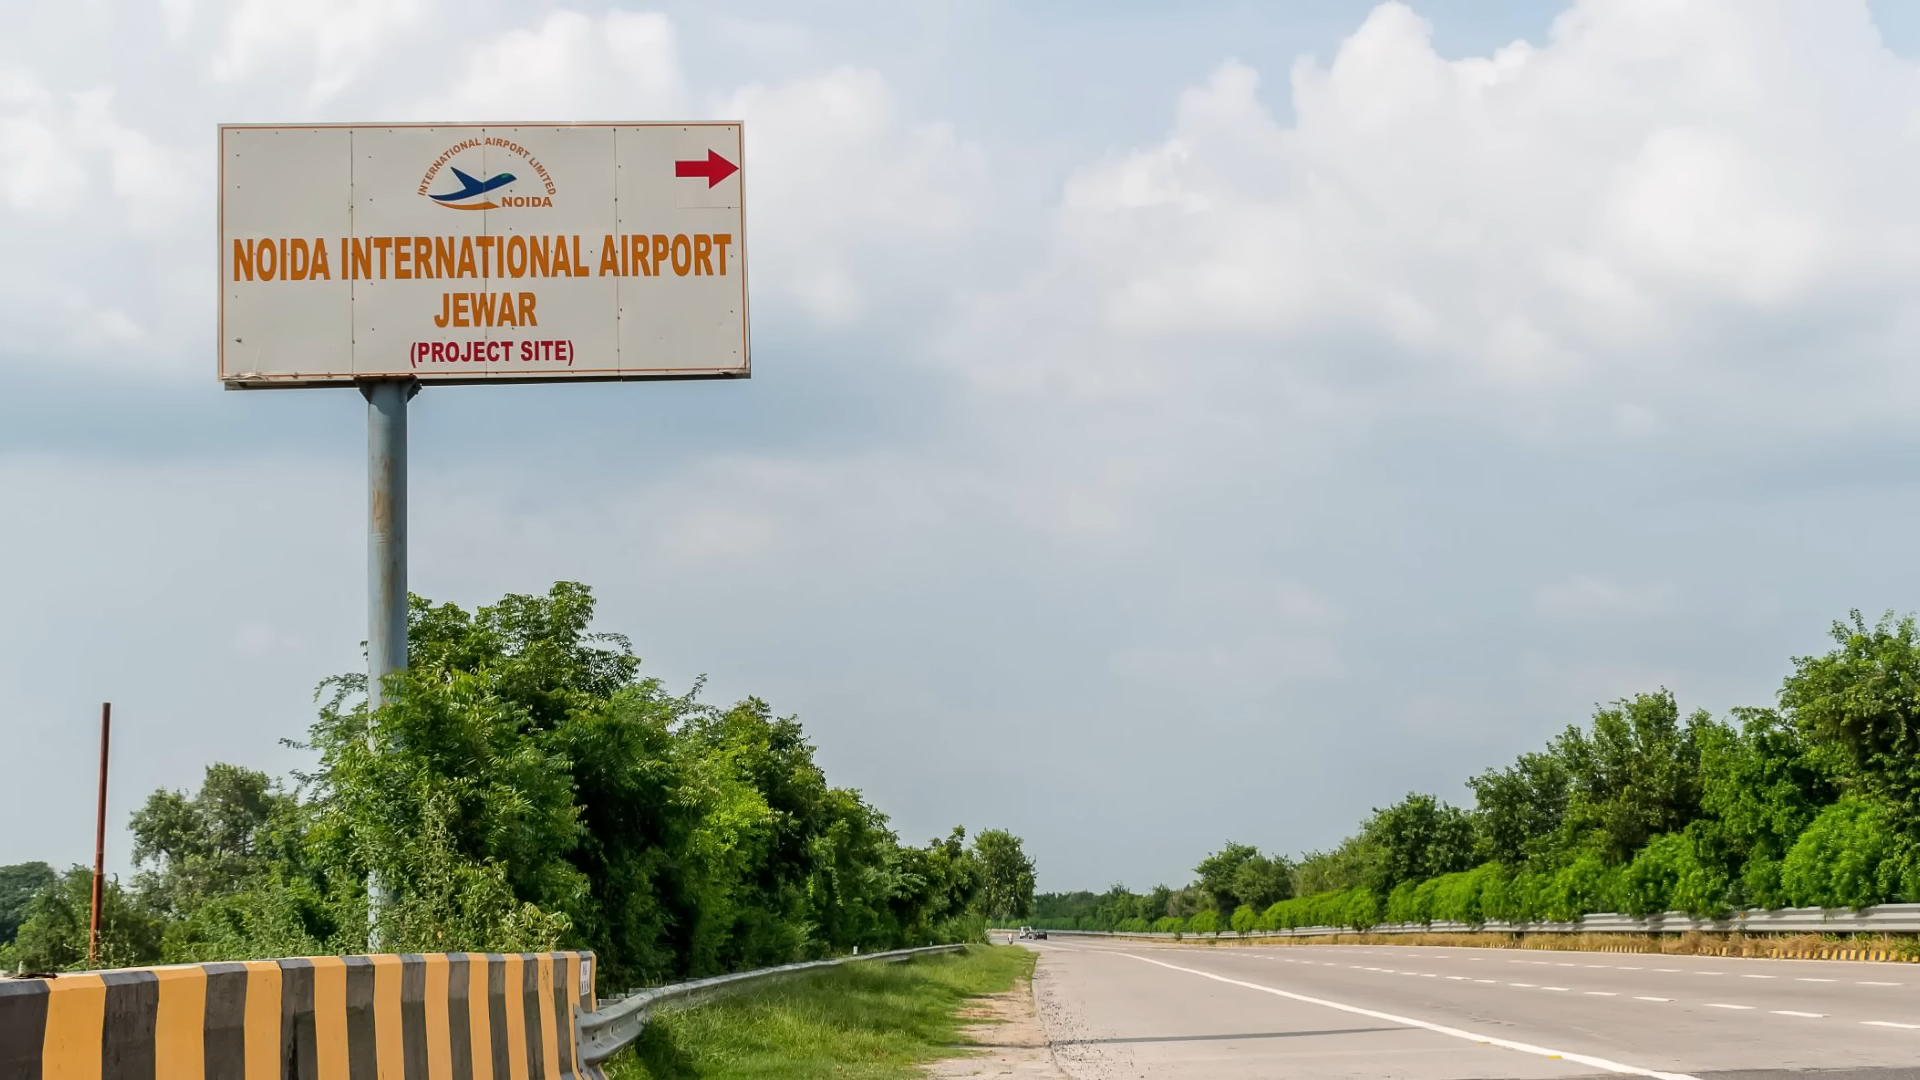 INTERNATIONAL AIRPORT LIMITED
NOIDA
NOIDA INTERNATIONAL AIRPORT
JEWAR
(PROJECT SITE)